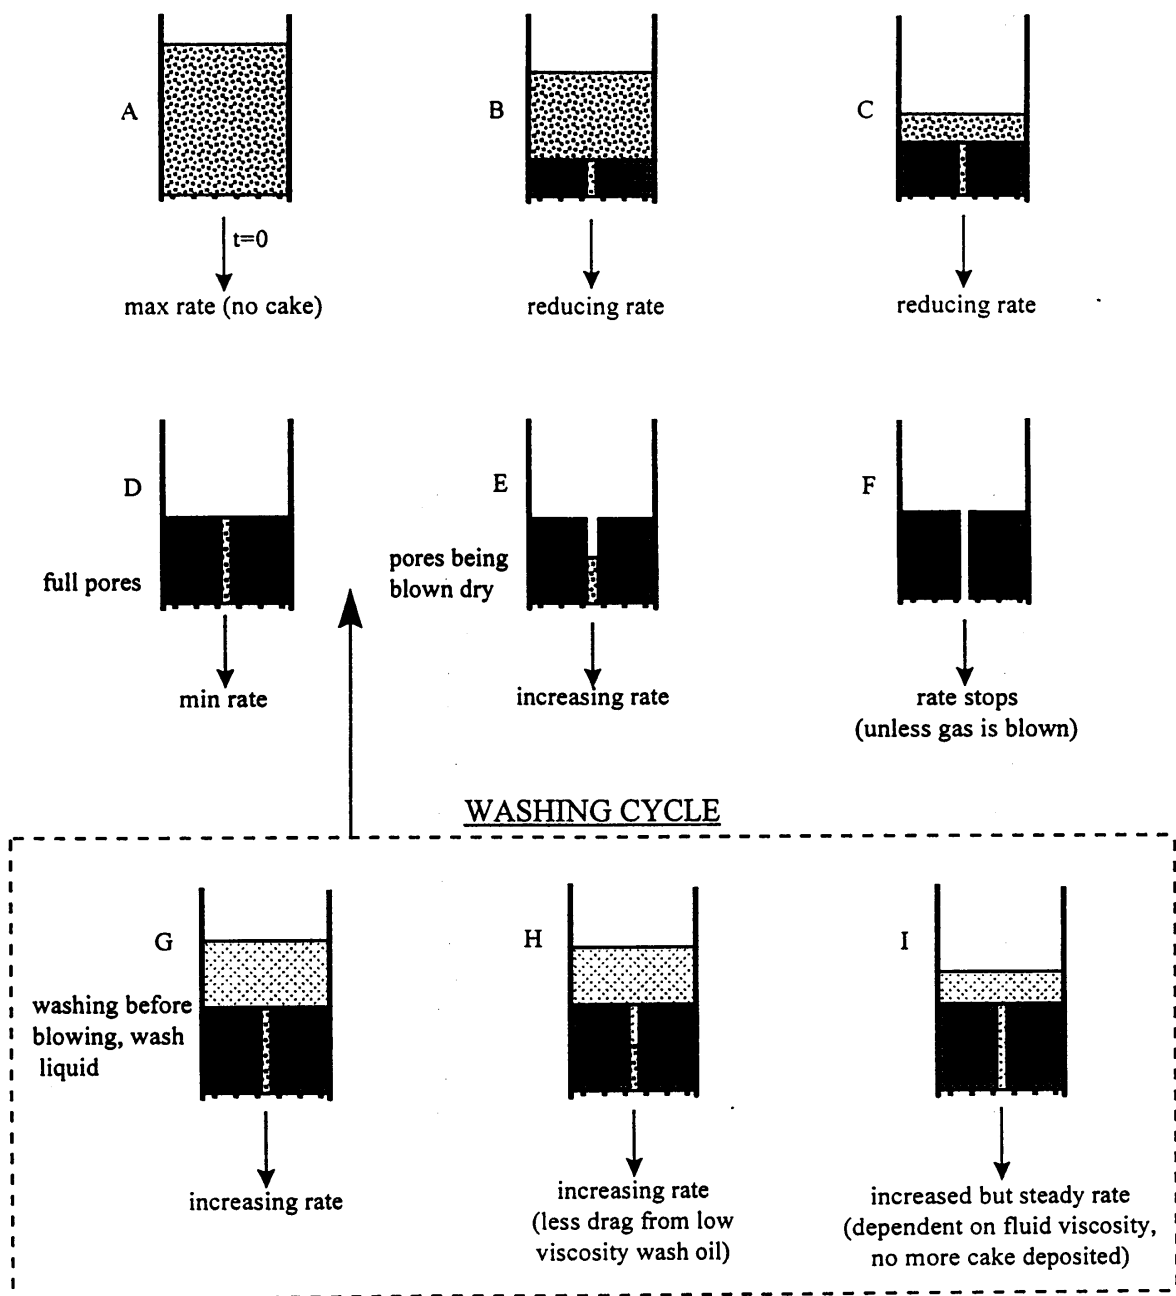 A
B
C
t=0
max rate (no cake)
reducing rate
reducing rate
D
E
F
full pores
pores being
blown dry
min rate
increasing rate
rate stops
(unless gas is blown)
WASHING CYCLE
G
H
I
washing before
blowing, wash
liquid
increasing rate
increasing rate
(less drag from low
viscosity wash oil)
increased but steady rate
(dependent on fluid viscosity,
no more cake deposited)